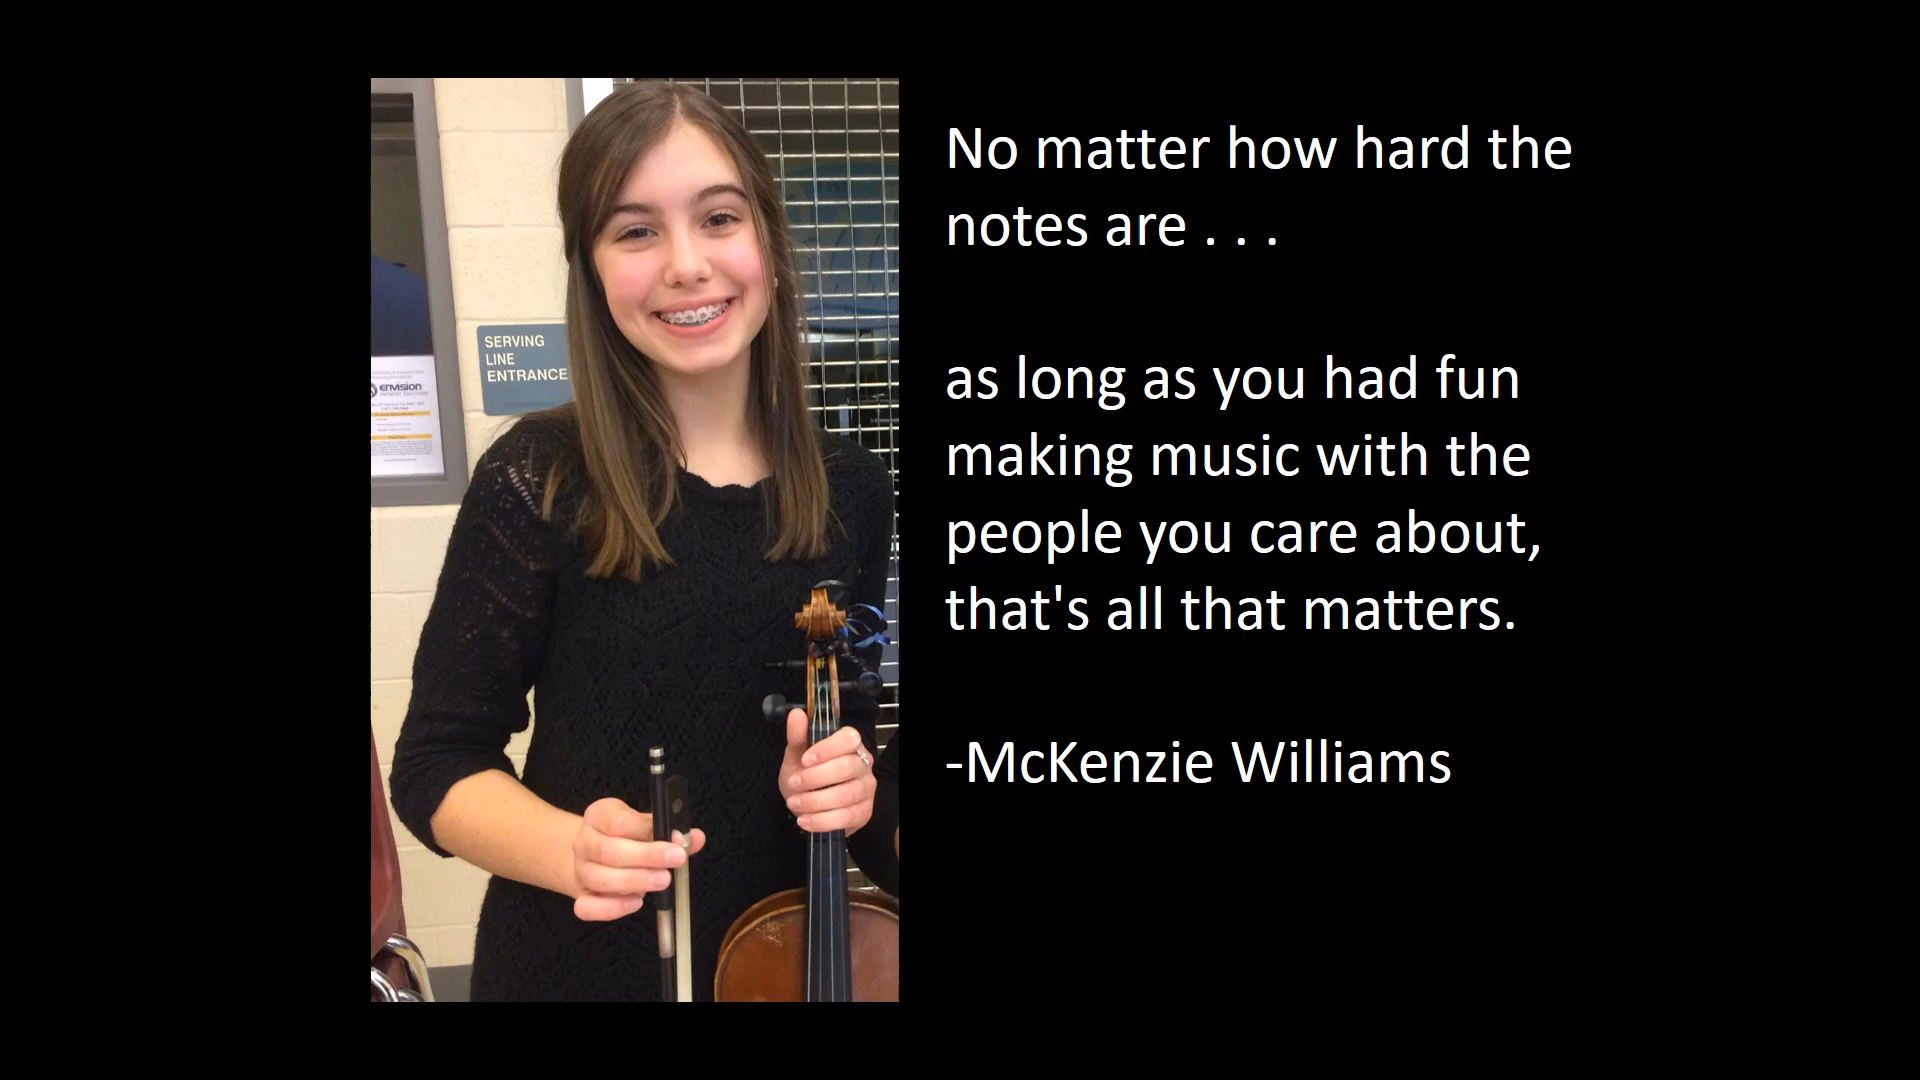 No matter how hard the
notes are . . .
as long as you had fun
making music with the
people you care about,
that's all that matters.
-McKenzie Williams
SERVING
LINE
ENTRANCE
ENVISION